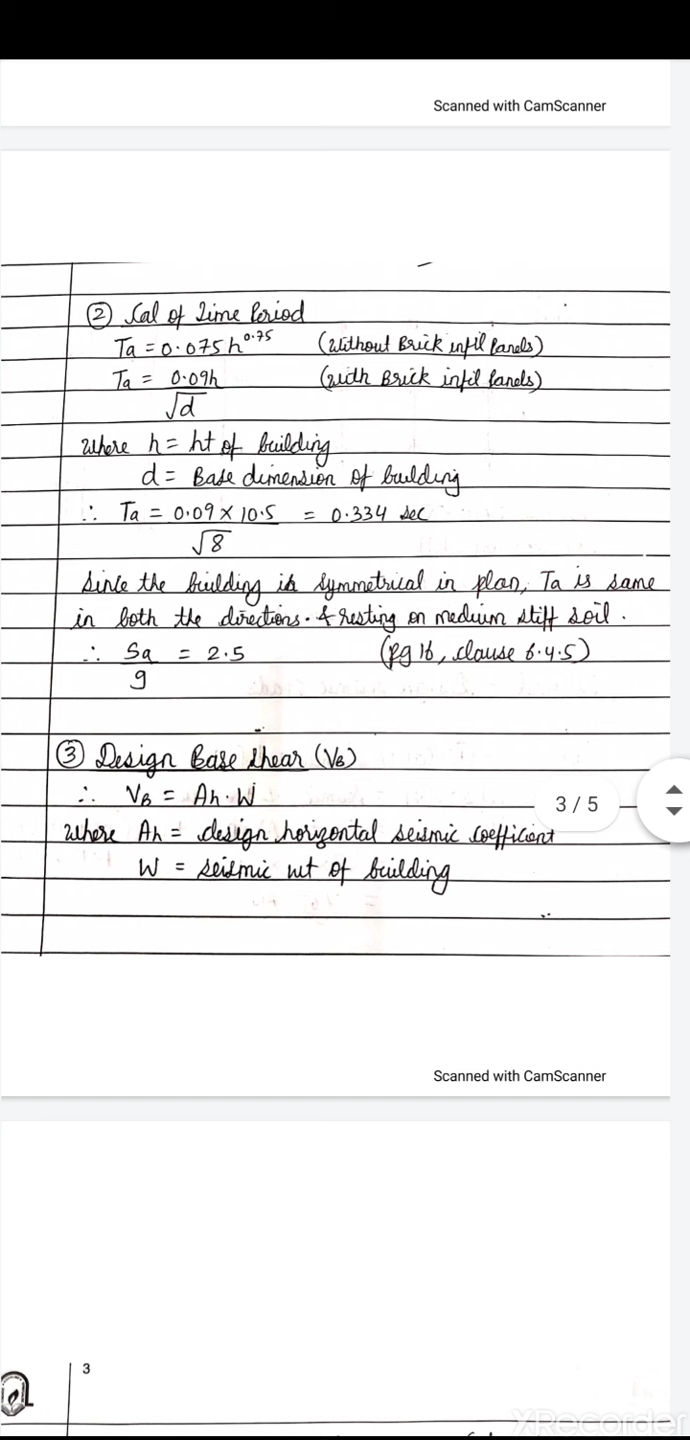 Scanned with CamScanner
② Cal of Time Period
Ta = 0.075 h^0.75 (Without Brick infil Panels)
Ta = 0.09h (with Brick infil Panels)
√d
where h = ht of building
d = Base dimension of building
∴ Ta = 0.09 × 10.5 = 0.334 sec
√8
Since the building is symmetrical in plan, Ta is same
in both the directions. & resting on medium stiff soil.
∴ Sa = 2.5 (Pg 16, clause 6.4.5)
g
③ Design Base Shear (VB)
∴ VB = Ah.W
3 / 5
where Ah = design horizontal seismic coefficent
W = seismic wt of building
Scanned with CamScanner
3
XRecorder